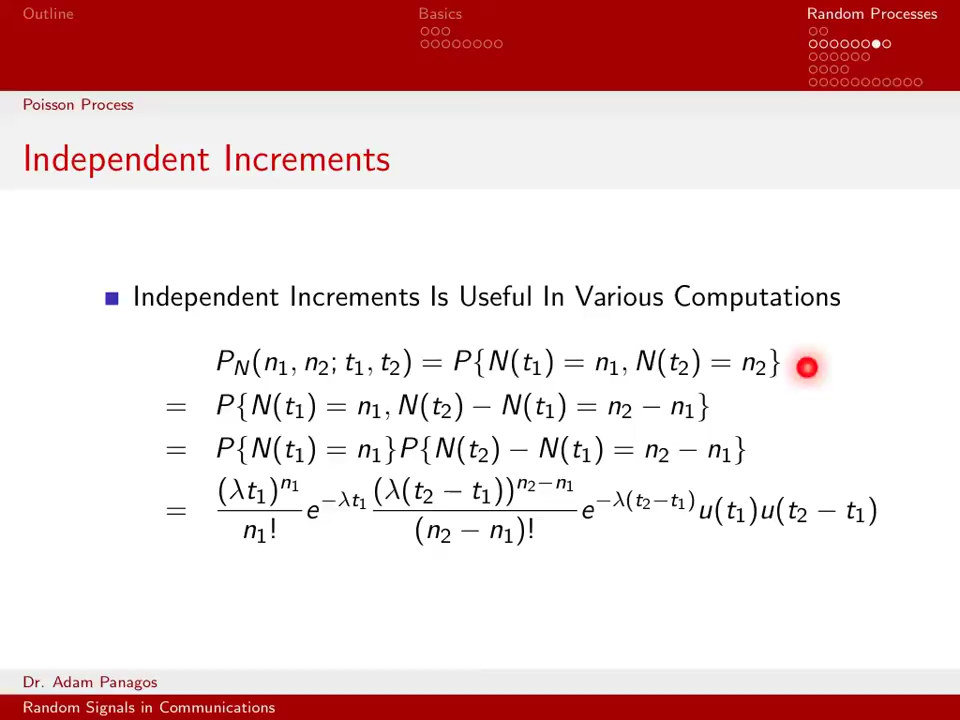 Outline Basics Random Processes
Poisson Process
Independent Increments
Independent Increments Is Useful In Various Computations
P_N(n_1, n_2; t_1, t_2) = P{N(t_1) = n_1, N(t_2) = n_2}
= P{N(t_1) = n_1, N(t_2) − N(t_1) = n_2 − n_1}
= P{N(t_1) = n_1}P{N(t_2) − N(t_1) = n_2 − n_1}
= \frac{(λt_1)^{n_1}}{n_1!} e^{−λt_1} \frac{(λ(t_2 − t_1))^{n_2−n_1}}{(n_2 − n_1)!} e^{−λ(t_2−t_1)} u(t_1)u(t_2 − t_1)
Dr. Adam Panagos
Random Signals in Communications